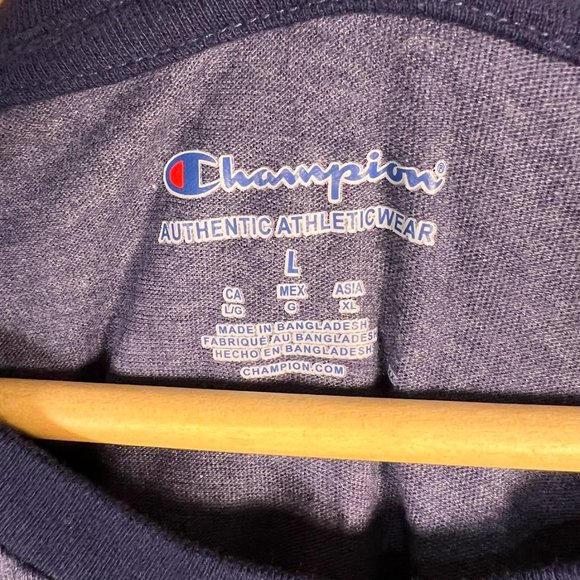 Champion®
AUTHENTIC ATHLETICWEAR
L
CA MEX ASIA
L/G G XL
MADE IN BANGLADESH
FABRIQUÉ AU BANGLADESH
HECHO EN BANGLADESH
CHAMPION.COM